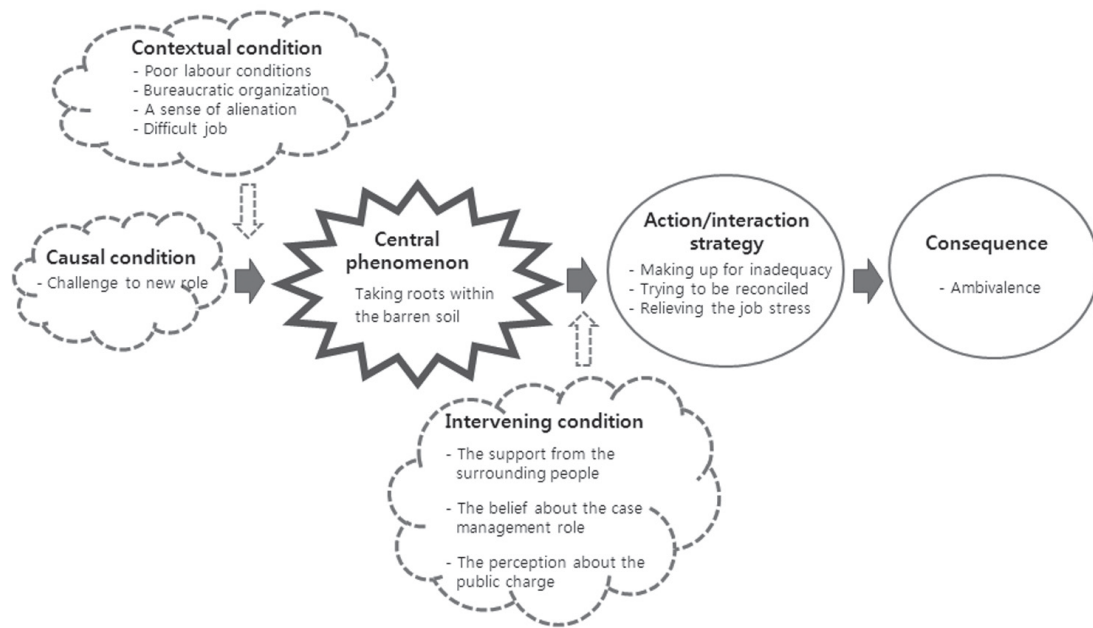 Contextual condition
- Poor labour conditions
- Bureaucratic organization
- A sense of alienation
- Difficult job
Causal condition
- Challenge to new role
Central
phenomenon
Taking roots within
the barren soil
Action/interaction
strategy
- Making up for inadequacy
- Trying to be reconciled
- Relieving the job stress
Consequence
- Ambivalence
Intervening condition
- The support from the
surrounding people
- The belief about the case
management role
- The perception about the
public charge